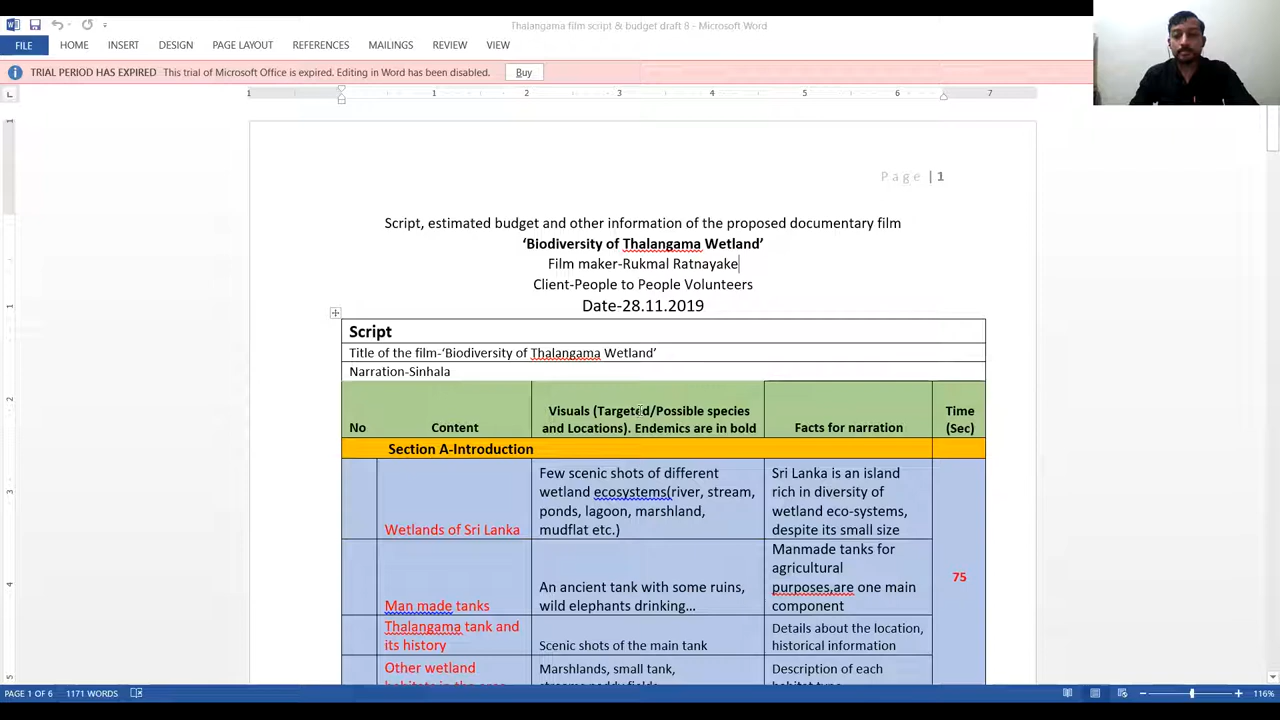 Thalangama film script & budget draft 8 - Microsoft Word
FILE HOME INSERT DESIGN PAGE LAYOUT REFERENCES MAILINGS REVIEW VIEW
TRIAL PERIOD HAS EXPIRED This trial of Microsoft Office is expired. Editing in Word has been disabled. Buy
1 1 2 3 4 5 6 7
Page | 1
Script, estimated budget and other information of the proposed documentary film
‘Biodiversity of Thalangama Wetland’
Film maker-Rukmal Ratnayake
Client-People to People Volunteers
Date-28.11.2019
Script
Title of the film-‘Biodiversity of Thalangama Wetland’
Narration-Sinhala
No
Content
Visuals (Targeted/Possible species
and Locations). Endemics are in bold
Facts for narration
Time
(Sec)
Section A-Introduction
Wetlands of Sri Lanka
Few scenic shots of different
wetland ecosystems(river, stream,
ponds, lagoon, marshland,
mudflat etc.)
Sri Lanka is an island
rich in diversity of
wetland eco-systems,
despite its small size
75
Man made tanks
An ancient tank with some ruins,
wild elephants drinking...
Manmade tanks for
agricultural
purposes,are one main
component
Thalangama tank and
its history
Scenic shots of the main tank
Details about the location,
historical information
Other wetland
Marshlands, small tank,
Description of each
PAGE 1 OF 6 1171 WORDS 116%